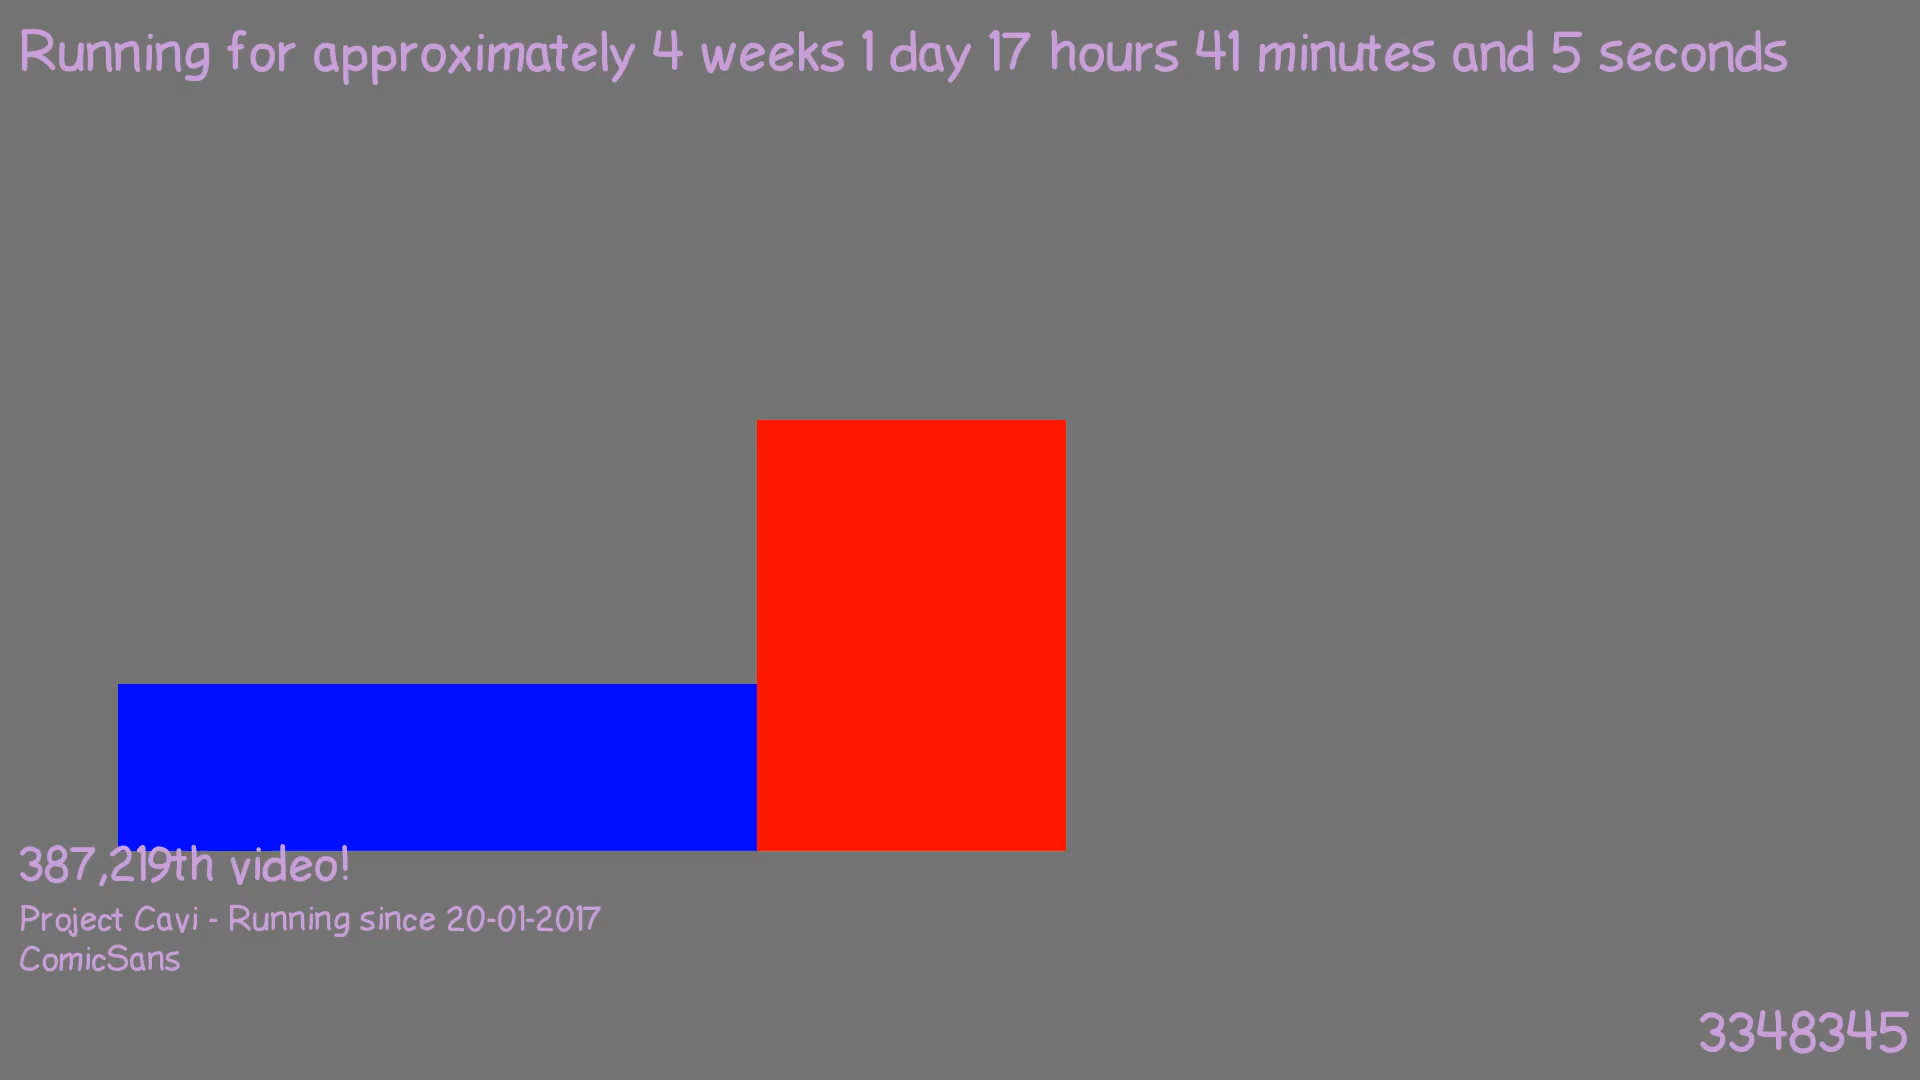 Running for approximately 4 weeks 1 day 17 hours 41 minutes and 5 seconds
387,219th video!
Project Cavi - Running since 20-01-2017
ComicSans
3348345